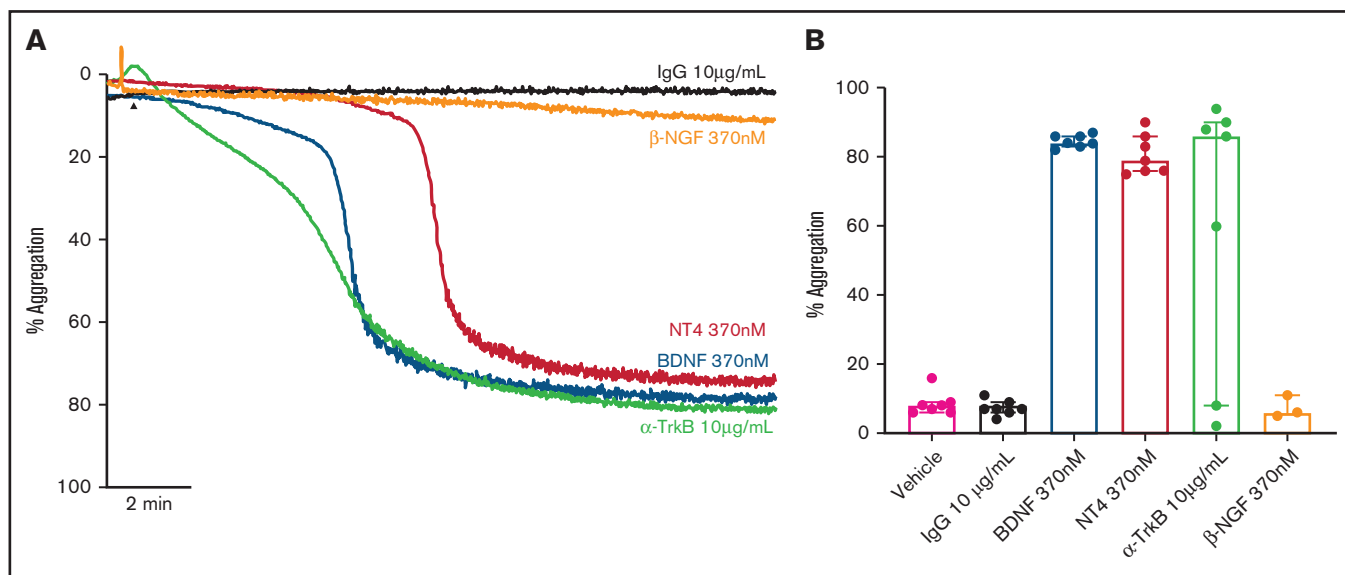 A
% Aggregation
0
20
40
60
80
100
IgG 10μg/mL
β-NGF 370nM
NT4 370nM
BDNF 370nM
α-TrkB 10μg/mL
2 min
B
% Aggregation
100
80
60
40
20
0
Vehicle
IgG 10 μg/mL
BDNF 370nM
NT4 370nM
α-TrkB 10μg/mL
β-NGF 370nM